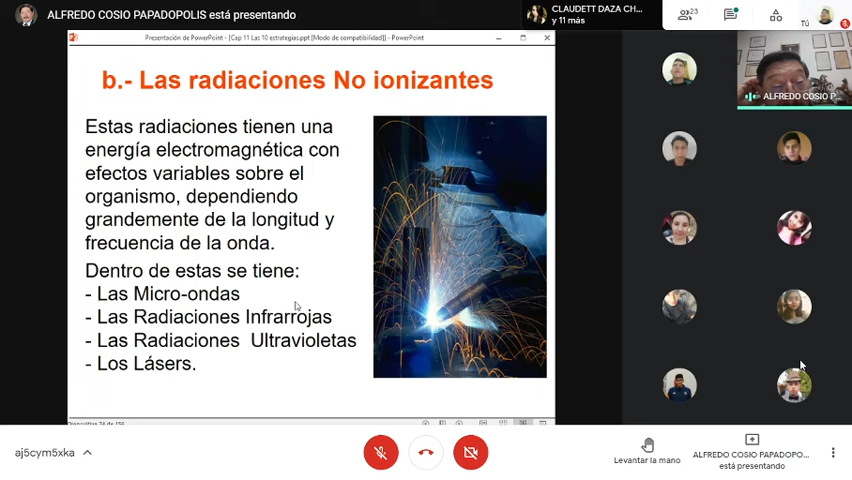 ALFREDO COSIO PAPADOPOLIS está presentando
CLAUDETT DAZA CH...
y 11 más
23
Tú
Presentación de PowerPoint - [Cap 11 Las 10 estrategias.ppt [Modo de compatibilidad]] - PowerPoint
b.- Las radiaciones No ionizantes
Estas radiaciones tienen una
energía electromagnética con
efectos variables sobre el
organismo, dependiendo
grandemente de la longitud y
frecuencia de la onda.
Dentro de estas se tiene:
- Las Micro-ondas
- Las Radiaciones Infrarrojas
- Las Radiaciones Ultravioletas
- Los Lásers.
ALFREDO COSIO P...
Diapositiva 74 de 156
aj5cym5xka
Levantar la mano
ALFREDO COSIO PAPADOPO...
está presentando